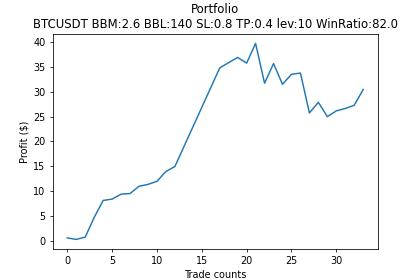 Portfolio
BTCUSDT BBM:2.6 BBL:140 SL:0.8 TP:0.4 lev:10 WinRatio:82.0
40
35
30
25
20
15
10
5
0
Profit ($)
0 5 10 15 20 25 30
Trade counts